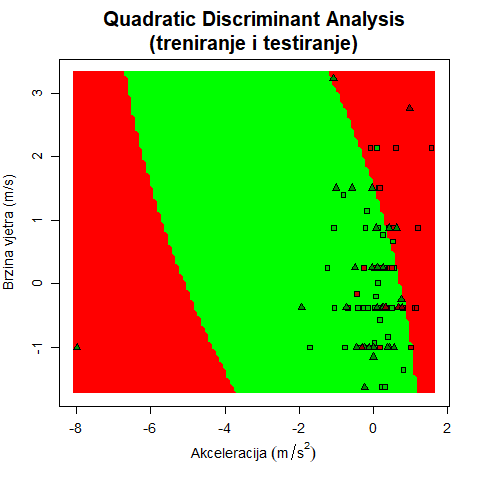 Quadratic Discriminant Analysis
(treniranje i testiranje)
Brzina vjetra (m/s)
3
2
1
0
-1
-8
-6
-4
-2
0
2
Akceleracija (m/s²)